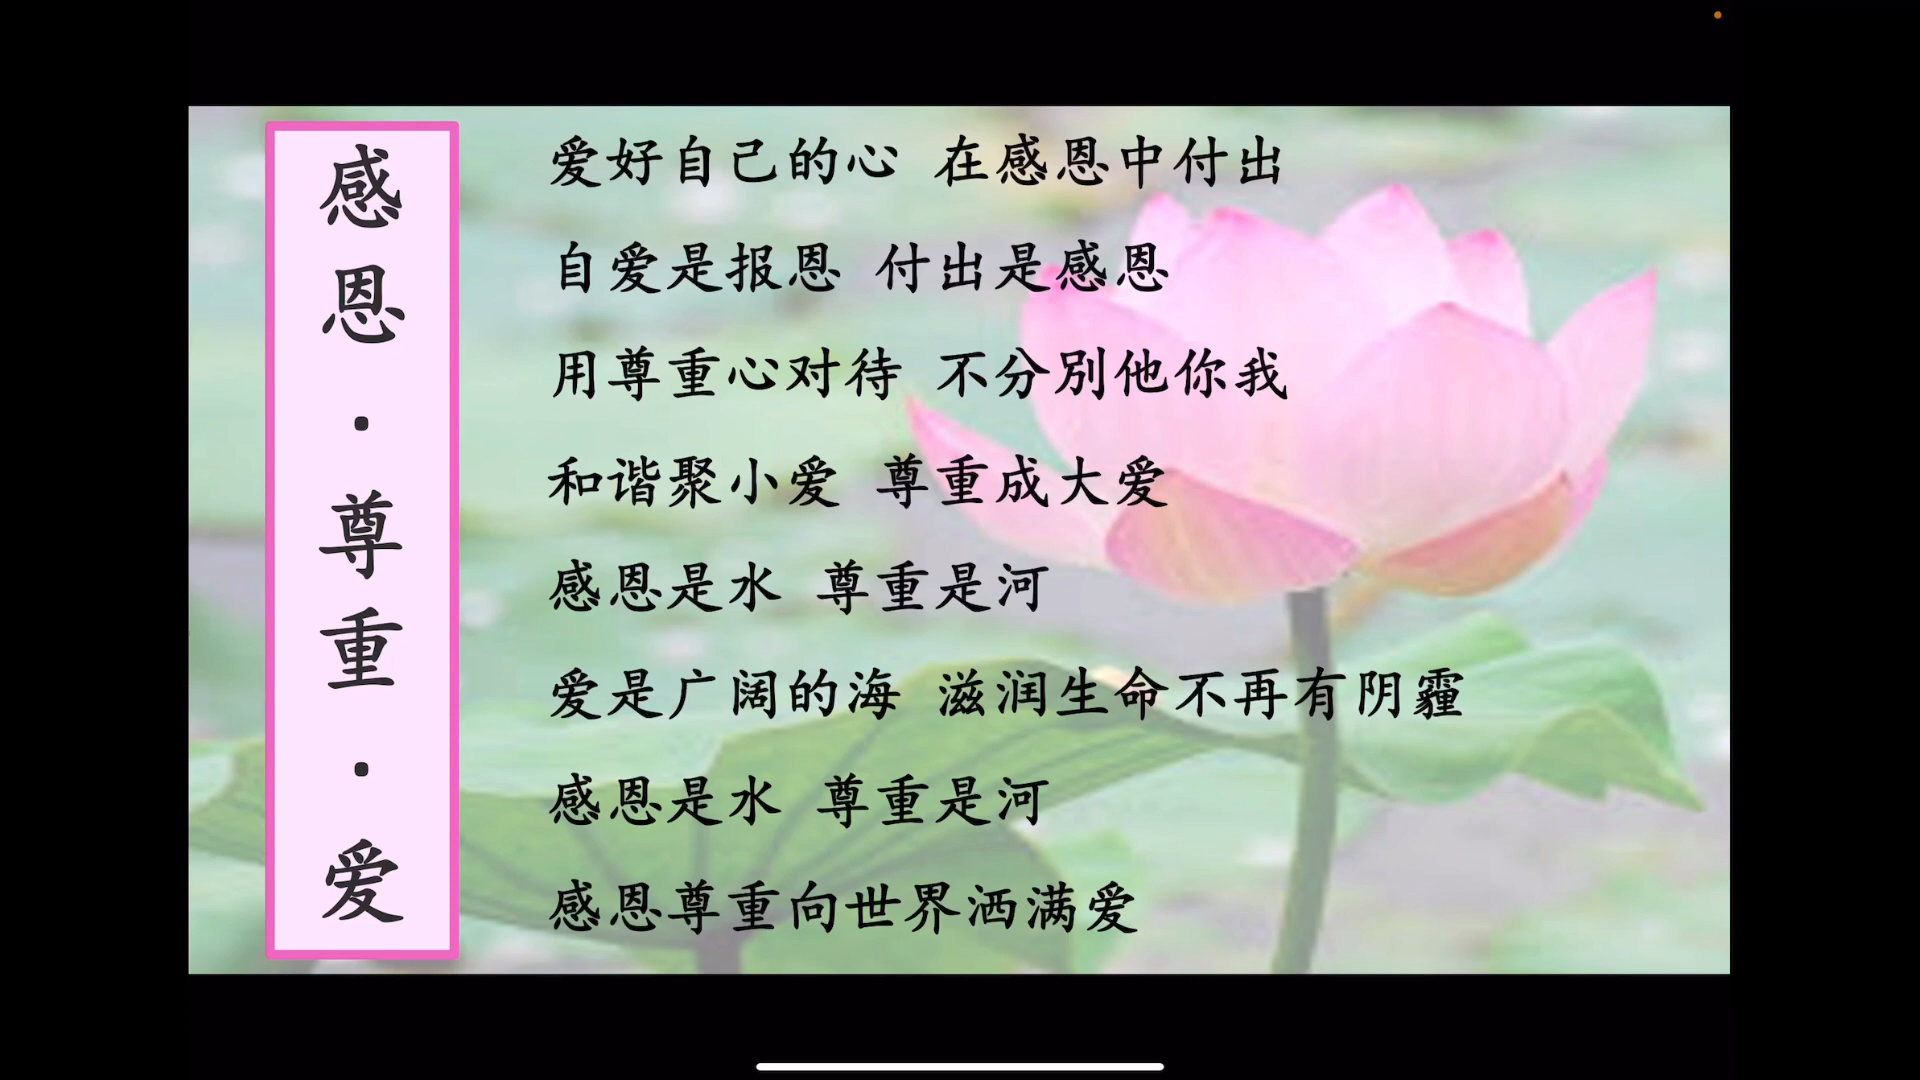 感恩·尊重·爱
爱好自己的心 在感恩中付出
自爱是报恩 付出是感恩
用尊重心对待 不分別他你我
和谐聚小爱 尊重成大爱
感恩是水 尊重是河
爱是广阔的海 滋润生命不再有阴霾
感恩是水 尊重是河
感恩尊重向世界洒满爱